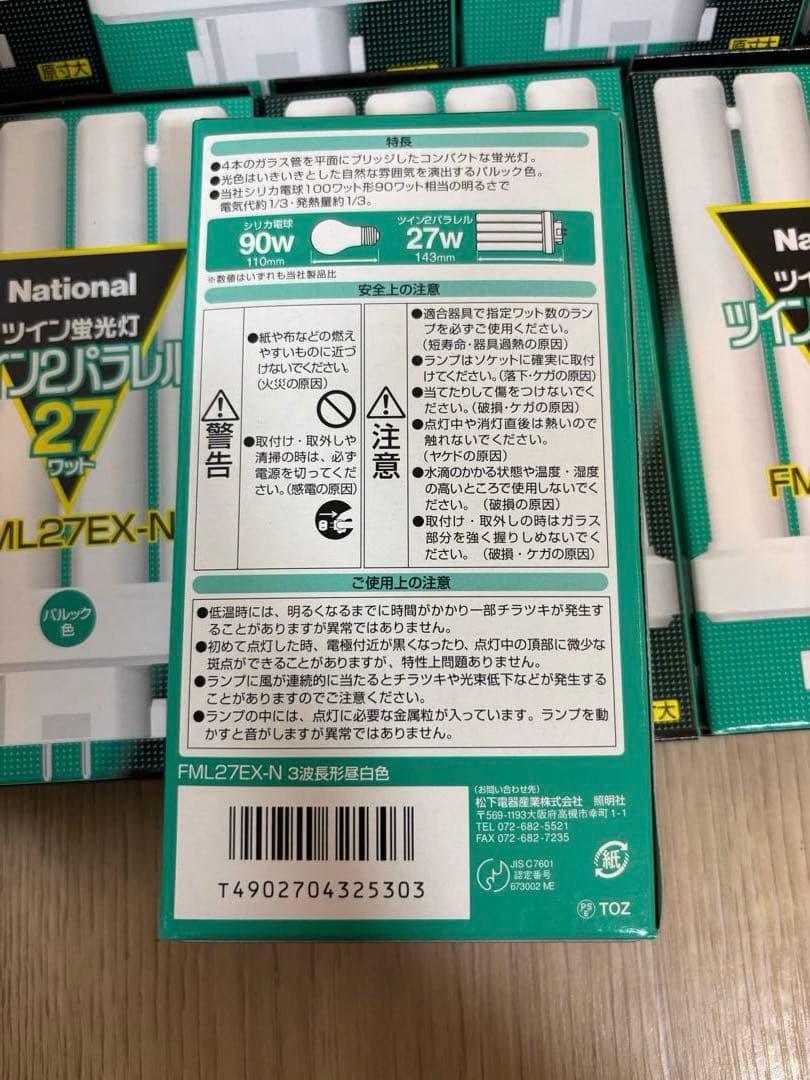 原寸大
原寸大
特長
●4本のガラス管を平面にブリッジしたコンパクトな蛍光灯。
●光色はいきいきとした自然な雰囲気を演出するパルック色。
●当社シリカ電球100ワット形90ワット相当の明るさで
電気代約1/3・発熱量約1/3。
シリカ電球
90W
110mm
ツイン2パラレル
27W
143mm
※数値はいずれも当社製品比
安全上の注意
警告
●紙や布などの燃え
やすいものに近づ
けないでください。
(火災の原因)
●取付け・取外しや
清掃の時は、必ず
電源を切ってくだ
さい。(感電の原因)
注意
●適合器具で指定ワット数のラン
プを必ずご使用ください。
(短寿命・器具過熱の原因)
●ランプはソケットに確実に取付
けてください。(落下・ケガの原因)
●当てたりして傷をつけないでく
ださい。(破損・ケガの原因)
●点灯中や消灯直後は熱いので
触れないでください。
(ヤケドの原因)
●水滴のかかる状態や温度・湿度
の高いところで使用しないでく
ださい。(破損の原因)
●取付け・取外しの時はガラス
部分を強く握りしめないでくだ
さい。(破損・ケガの原因)
ご使用上の注意
●低温時には、明るくなるまでに時間がかかり一部チラツキが発生す
ることがありますが異常ではありません。
●初めて点灯した時、電極付近が黒くなったり、点灯中の頂部に微少な
斑点ができることがありますが、特性上問題ありません。
●ランプに風が連続的に当たるとチラツキや光束低下などが発生する
ことがありますのでご注意ください。
●ランプの中には、点灯に必要な金属粒が入っています。ランプを動
かすと音がしますが異常ではありません。
FML27EX-N 3波長形昼白色
T4902704325303
(お問い合わせ先)
松下電器産業株式会社 照明社
〒569-1193大阪府高槻市幸町1-1
TEL 072-682-5521
FAX 072-682-7235
JIS C7601
認定番号
673002 ME
紙
PS
E
TOZ
National
ツイン蛍光灯
イン2パラレル
27
ワット
ML27EX-N
パルック
色
Na
ツイ
ツイン
FM
寸大